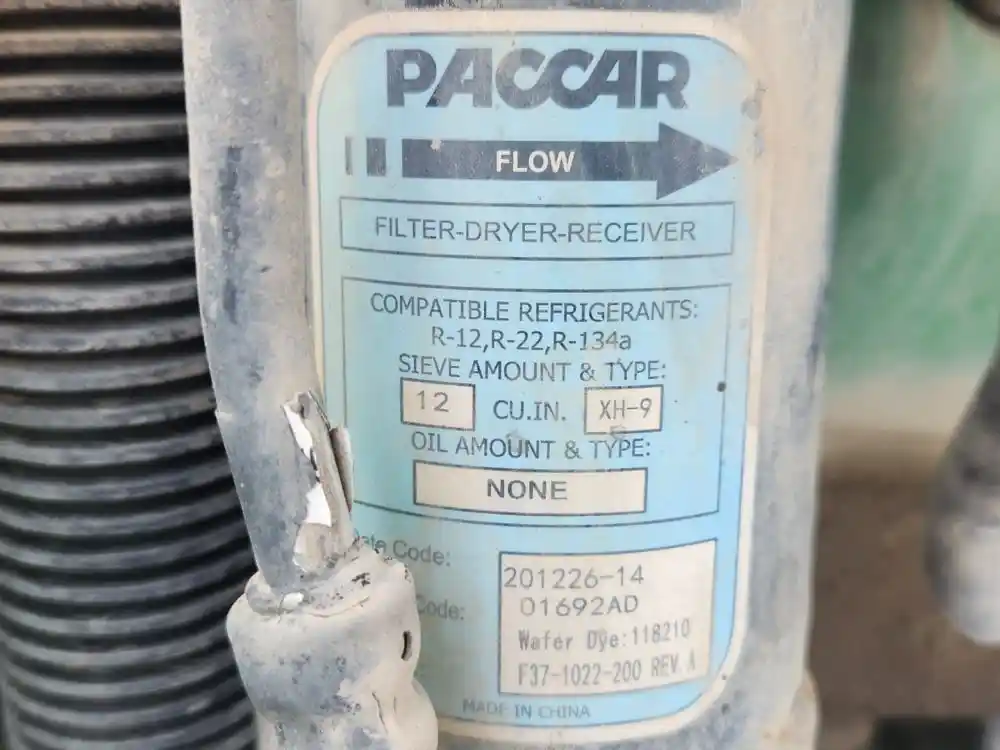 PACCAR
FLOW
FILTER-DRYER-RECEIVER
COMPATIBLE REFRIGERANTS:
R-12,R-22,R-134a
SIEVE AMOUNT & TYPE:
12 CU.IN. XH-9
OIL AMOUNT & TYPE:
NONE
Code: 201226-14
Code: 01692AD
Wafer Dye:118210
F37-1022-200 REV A
MADE IN CHINA